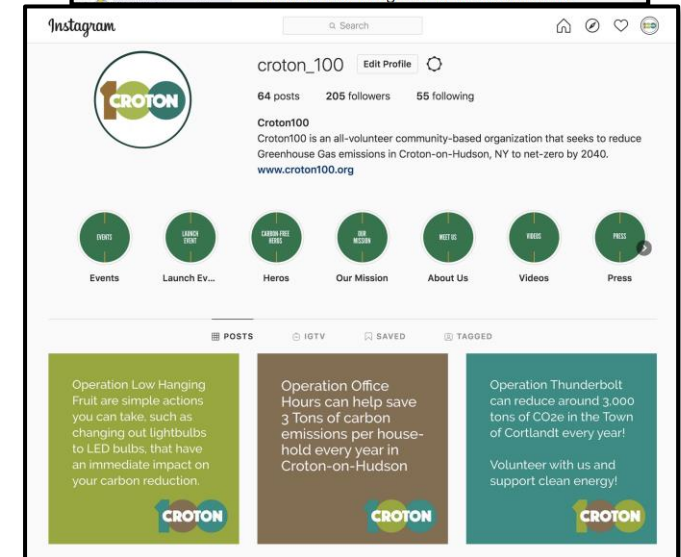 Instagram
Search
croton_100 Edit Profile
64 posts 205 followers 55 following
Croton100
Croton100 is an all-volunteer community-based organization that seeks to reduce
Greenhouse Gas emissions in Croton-on-Hudson, NY to net-zero by 2040.
www.croton100.org
100
CROTON
EVENTS
LAUNCH
EVENT
CARBON-FREE
HEROS
OUR
MISSION
MEET US
VIDEOS
PRESS
Events Launch Ev... Heros Our Mission About Us Videos Press
POSTS IGTV SAVED TAGGED
Operation Low Hanging
Fruit are simple actions
you can take, such as
changing out lightbulbs
to LED bulbs, that have
an immediate impact on
your carbon reduction.
100
CROTON
Operation Office
Hours can help save
3 Tons of carbon
emissions per house-
hold every year in
Croton-on-Hudson
100
CROTON
Operation Thunderbolt
can reduce around 3,000
tons of CO2e in the Town
of Cortlandt every year!
Volunteer with us and
support clean energy!
100
CROTON